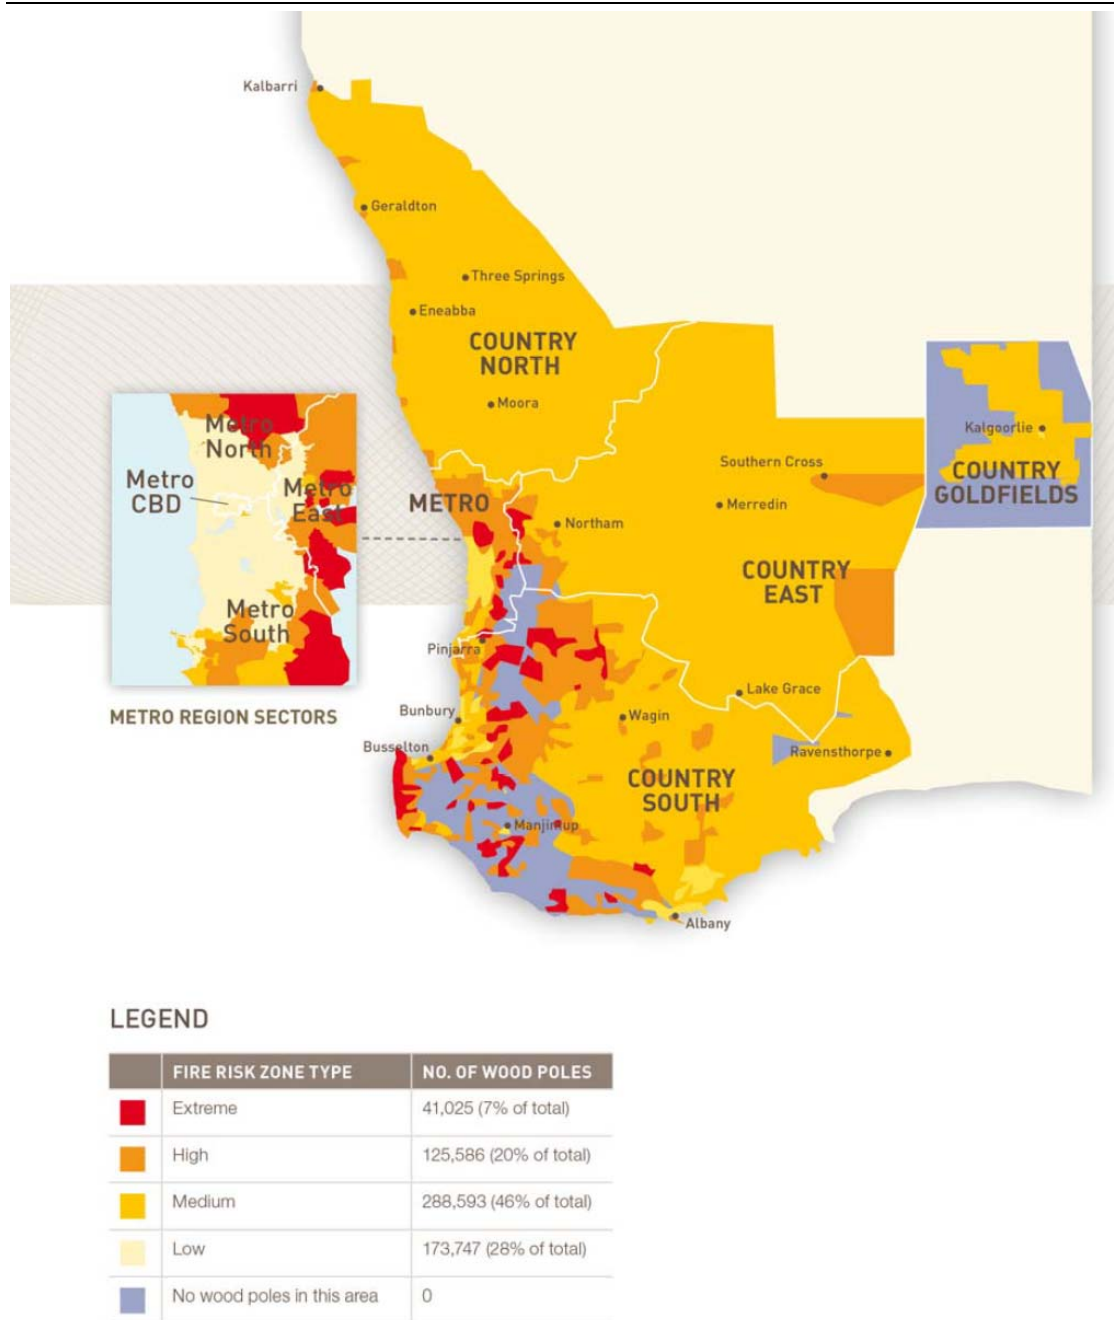 Kalbarri
Geraldton
Three Springs
Eneabba
COUNTRY
NORTH
Moora
Metro
North
Metro
CBD
Metro
East
Metro
South
METRO REGION SECTORS
METRO
Northam
Southern Cross
Merredin
Kalgoorlie
COUNTRY
GOLDFIELDS
COUNTRY
EAST
Pinjarra
Lake Grace
Bunbury
Wagin
Busselton
Ravensthorpe
COUNTRY
SOUTH
Manjimup
Albany
LEGEND
FIRE RISK ZONE TYPE NO. OF WOOD POLES
Extreme 41,025 (7% of total)
High 125,586 (20% of total)
Medium 288,593 (46% of total)
Low 173,747 (28% of total)
No wood poles in this area 0